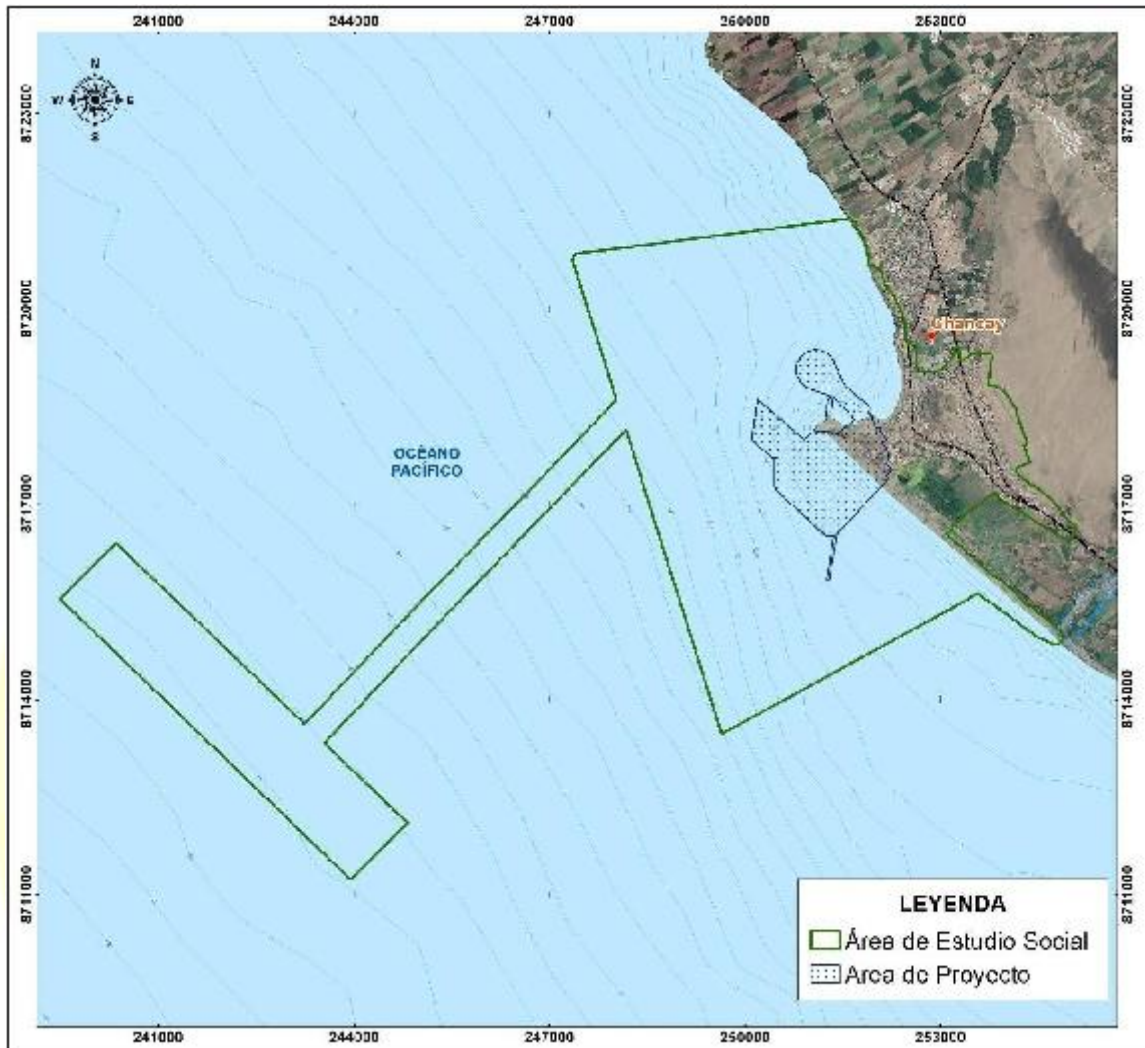 241000 244000 247000 250000 253000
N
W E
S
8723000 8723000
8720000 8720000
Chancay
OCÉANO
PACÍFICO
8717000 8717000
8714000 8714000
8711000 8711000
LEYENDA
Área de Estudio Social
Area de Proyecto
241000 244000 247000 250000 253000